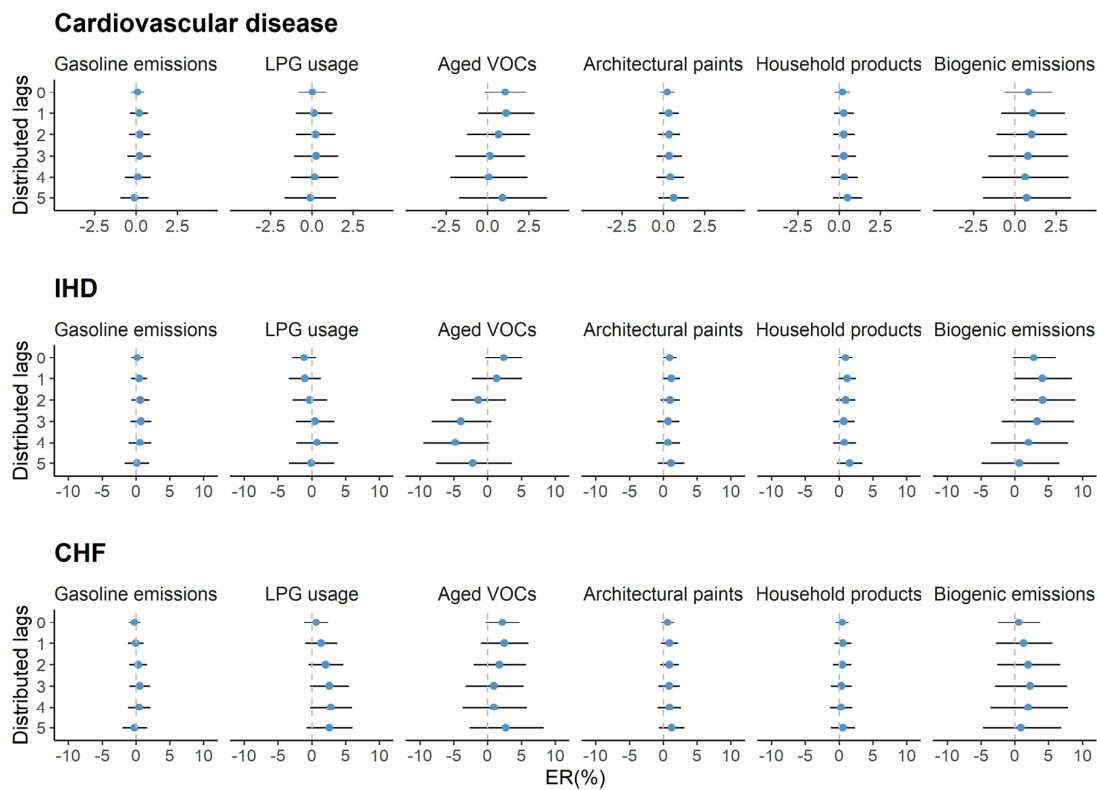 Cardiovascular disease
Gasoline emissions LPG usage Aged VOCs Architectural paints Household products Biogenic emissions
Distributed lags
0
1
2
3
4
5
-2.5 0.0 2.5 -2.5 0.0 2.5 -2.5 0.0 2.5 -2.5 0.0 2.5 -2.5 0.0 2.5 -2.5 0.0 2.5
IHD
Gasoline emissions LPG usage Aged VOCs Architectural paints Household products Biogenic emissions
Distributed lags
0
1
2
3
4
5
-10 -5 0 5 10 -10 -5 0 5 10 -10 -5 0 5 10 -10 -5 0 5 10 -10 -5 0 5 10 -10 -5 0 5 10
CHF
Gasoline emissions LPG usage Aged VOCs Architectural paints Household products Biogenic emissions
Distributed lags
0
1
2
3
4
5
-10 -5 0 5 10 -10 -5 0 5 10 -10 -5 0 5 10 -10 -5 0 5 10 -10 -5 0 5 10 -10 -5 0 5 10
ER(%)